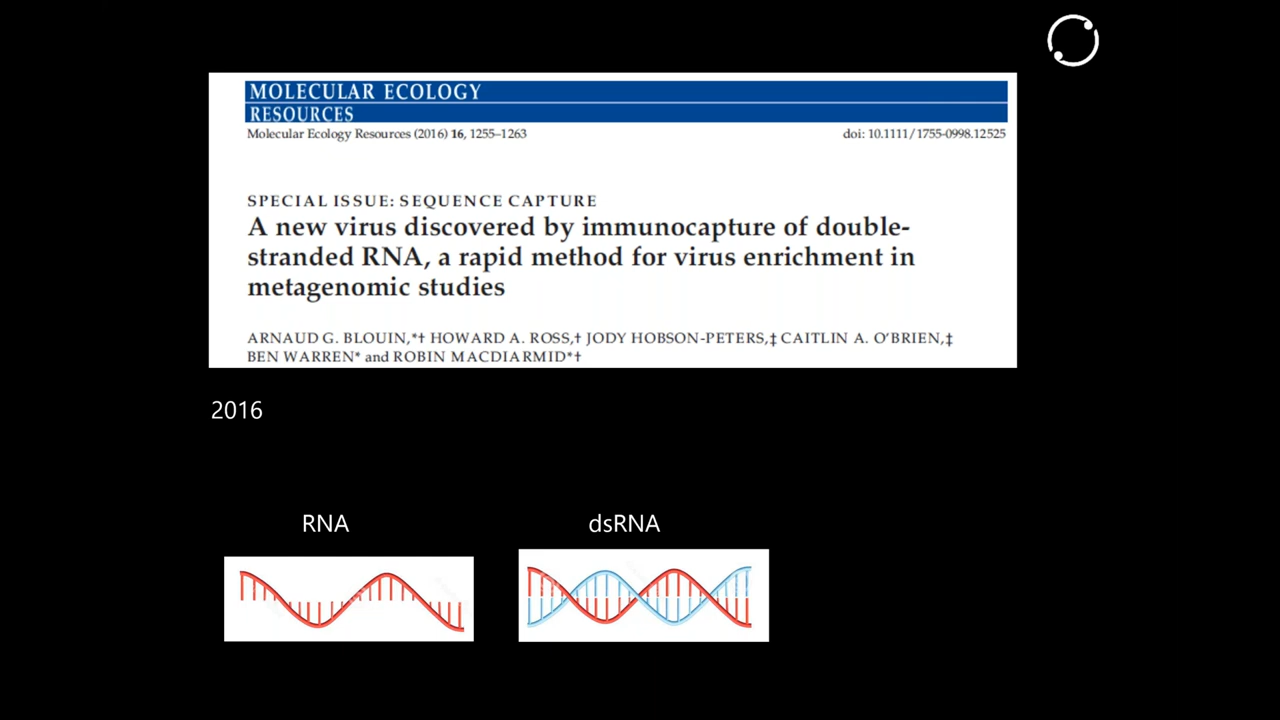 MOLECULAR ECOLOGY
RESOURCES
Molecular Ecology Resources (2016) 16, 1255–1263
doi: 10.1111/1755-0998.12525
SPECIAL ISSUE: SEQUENCE CAPTURE
A new virus discovered by immunocapture of double-
stranded RNA, a rapid method for virus enrichment in
metagenomic studies
ARNAUD G. BLOUIN,*† HOWARD A. ROSS,† JODY HOBSON-PETERS,‡ CAITLIN A. O’BRIEN,‡
BEN WARREN* and ROBIN MACDIARMID*†
2016
RNA
dsRNA